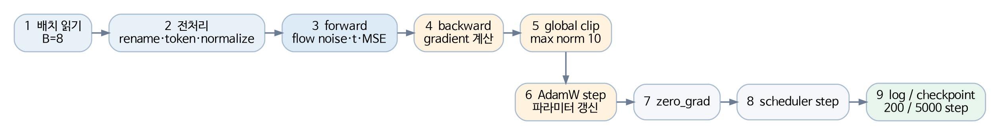 1 배치 읽기
B=8
2 전처리
rename·token·normalize
3 forward
flow noise·t·MSE
4 backward
gradient 계산
5 global clip
max norm 10
6 AdamW step
파라미터 갱신
7 zero_grad
8 scheduler step
9 log / checkpoint
200 / 5000 step